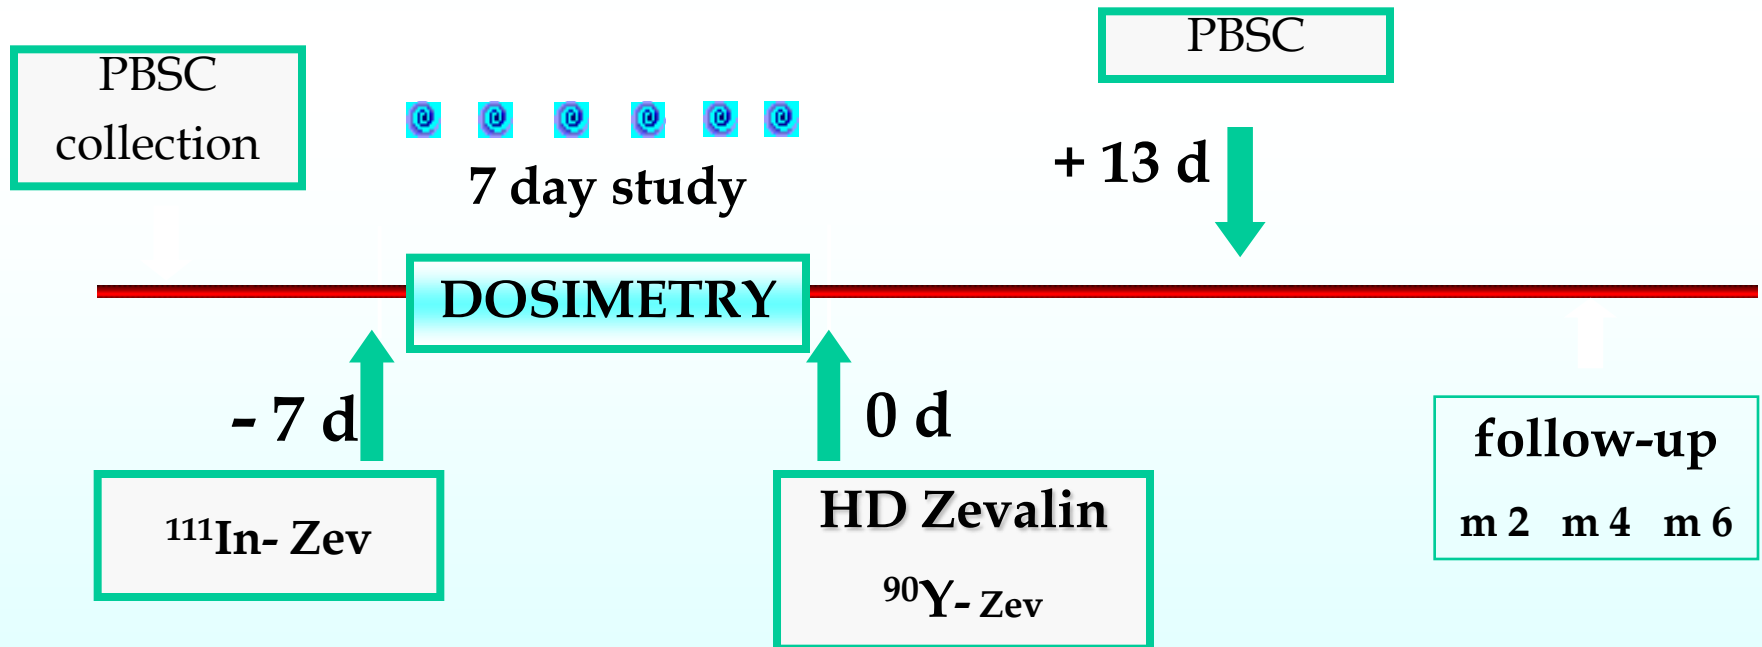 PBSC
collection
7 day study
PBSC
+ 13 d
DOSIMETRY
- 7 d
0 d
¹¹¹In- Zev
HD Zevalin
⁹⁰Y- Zev
follow-up
m 2 m 4 m 6